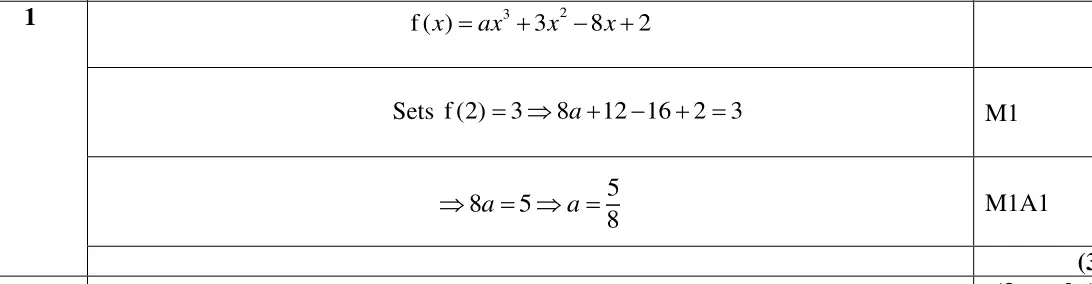 1
f(x) = ax³ + 3x² − 8x + 2
Sets f(2) = 3 ⇒ 8a + 12 − 16 + 2 = 3
M1
⇒ 8a = 5 ⇒ a = 5/8
M1A1
(3